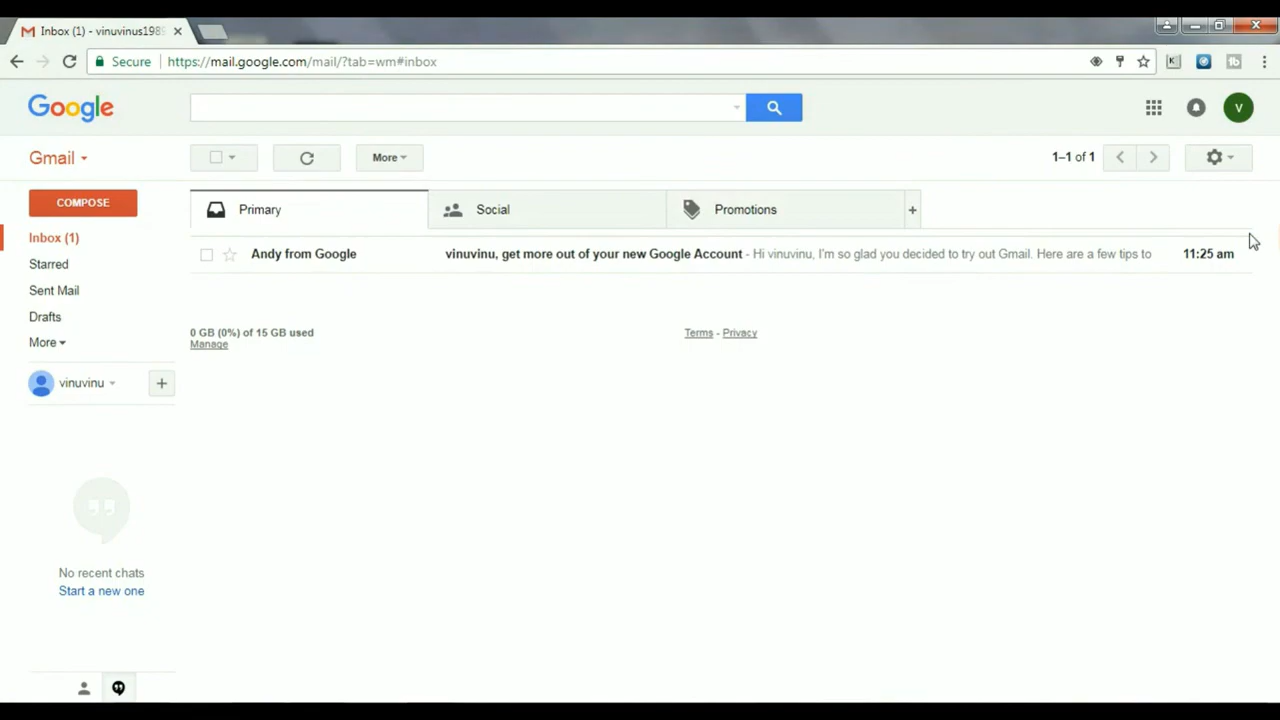 Inbox (1) - vinuvinus198
Secure https://mail.google.com/mail/?tab=wm#inbox
Google
V
Gmail
More
1–1 of 1
COMPOSE
Primary
Social
Promotions
+
Inbox (1)
Andy from Google vinuvinu, get more out of your new Google Account - Hi vinuvinu, I'm so glad you decided to try out Gmail. Here are a few tips to 11:25 am
Starred
Sent Mail
Drafts
More
0 GB (0%) of 15 GB used
Manage
Terms - Privacy
vinuvinu
+
No recent chats
Start a new one